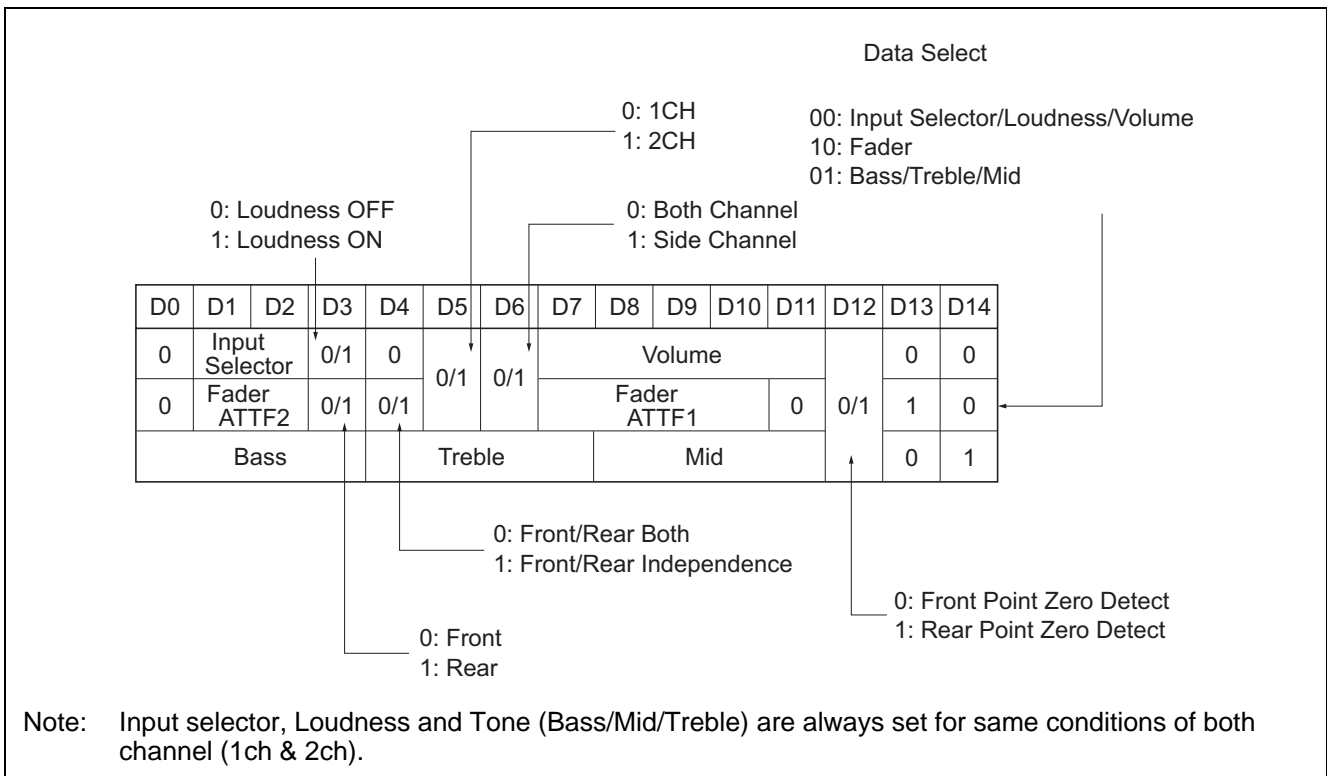 Data Select
0: 1CH
1: 2CH
00: Input Selector/Loudness/Volume
10: Fader
01: Bass/Treble/Mid
0: Loudness OFF
1: Loudness ON
0: Both Channel
1: Side Channel
D0 D1 D2 D3 D4 D5 D6 D7 D8 D9 D10 D11 D12 D13 D14
0 Input Selector 0/1 0 0/1 0/1 Volume 0/1 0 0
0 Fader ATTF2 0/1 0/1 Fader ATTF1 0 1 0
Bass Treble Mid 0 1
0: Front/Rear Both
1: Front/Rear Independence
0: Front Point Zero Detect
1: Rear Point Zero Detect
0: Front
1: Rear
Note: Input selector, Loudness and Tone (Bass/Mid/Treble) are always set for same conditions of both
channel (1ch & 2ch).